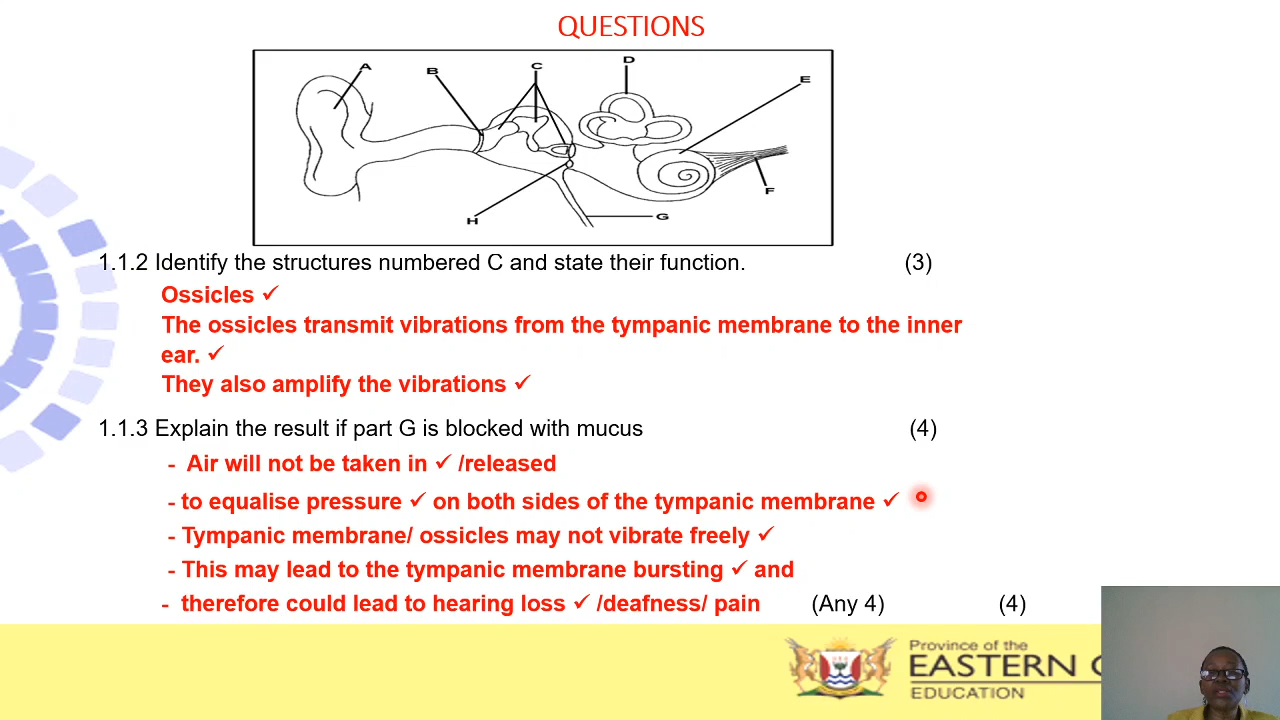 QUESTIONS
A
B
C
D
E
F
G
H
1.1.2 Identify the structures numbered C and state their function. (3)
Ossicles ✓
The ossicles transmit vibrations from the tympanic membrane to the inner
ear. ✓
They also amplify the vibrations ✓
1.1.3 Explain the result if part G is blocked with mucus (4)
- Air will not be taken in ✓ /released
- to equalise pressure ✓ on both sides of the tympanic membrane ✓
- Tympanic membrane/ ossicles may not vibrate freely ✓
- This may lead to the tympanic membrane bursting ✓ and
- therefore could lead to hearing loss ✓ /deafness/ pain (Any 4) (4)
Province of the
EASTERN
EDUCATION